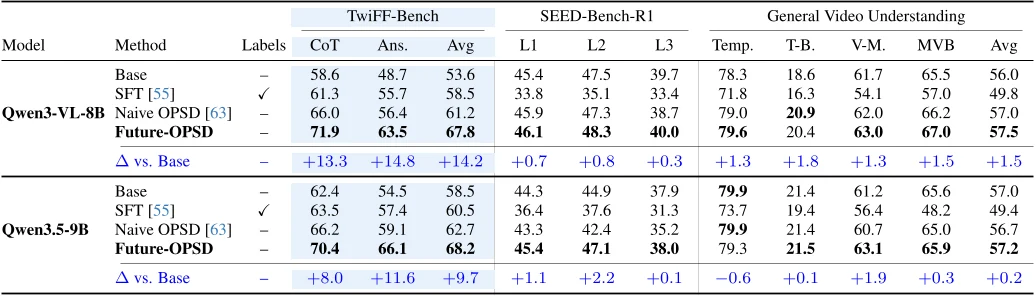 TwiFF-Bench SEED-Bench-R1 General Video Understanding
Model Method Labels CoT Ans. Avg L1 L2 L3 Temp. T-B. V-M. MVB Avg
Base – 58.6 48.7 53.6 45.4 47.5 39.7 78.3 18.6 61.7 65.5 56.0
SFT [55] ✓ 61.3 55.7 58.5 33.8 35.1 33.4 71.8 16.3 54.1 57.0 49.8
Qwen3-VL-8B Naive OPSD [63] – 66.0 56.4 61.2 45.9 47.3 38.7 79.0 20.9 62.0 66.2 57.0
Future-OPSD – 71.9 63.5 67.8 46.1 48.3 40.0 79.6 20.4 63.0 67.0 57.5
Δ vs. Base – +13.3 +14.8 +14.2 +0.7 +0.8 +0.3 +1.3 +1.8 +1.3 +1.5 +1.5
Base – 62.4 54.5 58.5 44.3 44.9 37.9 79.9 21.4 61.2 65.6 57.0
SFT [55] ✓ 63.5 57.4 60.5 36.4 37.6 31.3 73.7 19.4 56.4 48.2 49.4
Qwen3.5-9B Naive OPSD [63] – 66.2 59.1 62.7 43.3 42.4 35.2 79.9 21.4 60.7 65.0 56.7
Future-OPSD – 70.4 66.1 68.2 45.4 47.1 38.0 79.3 21.5 63.1 65.9 57.2
Δ vs. Base – +8.0 +11.6 +9.7 +1.1 +2.2 +0.1 −0.6 +0.1 +1.9 +0.3 +0.2